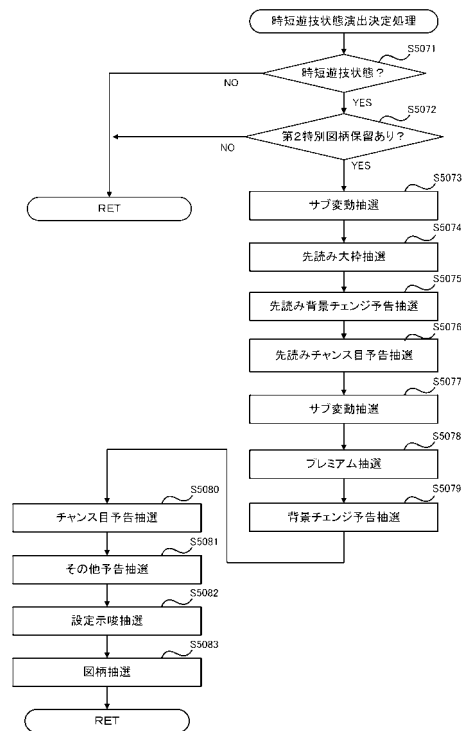 時短遊技状態演出決定処理
S5071
時短遊技状態?
NO
YES
S5072
第2特別図柄保留あり?
NO
YES
RET
S5073
サブ変動抽選
S5074
先読み大枠抽選
S5075
先読み背景チェンジ予告抽選
S5076
先読みチャンス目予告抽選
S5077
サブ変動抽選
S5078
プレミアム抽選
S5079
背景チェンジ予告抽選
S5080
チャンス目予告抽選
S5081
その他予告抽選
S5082
設定示唆抽選
S5083
図柄抽選
RET